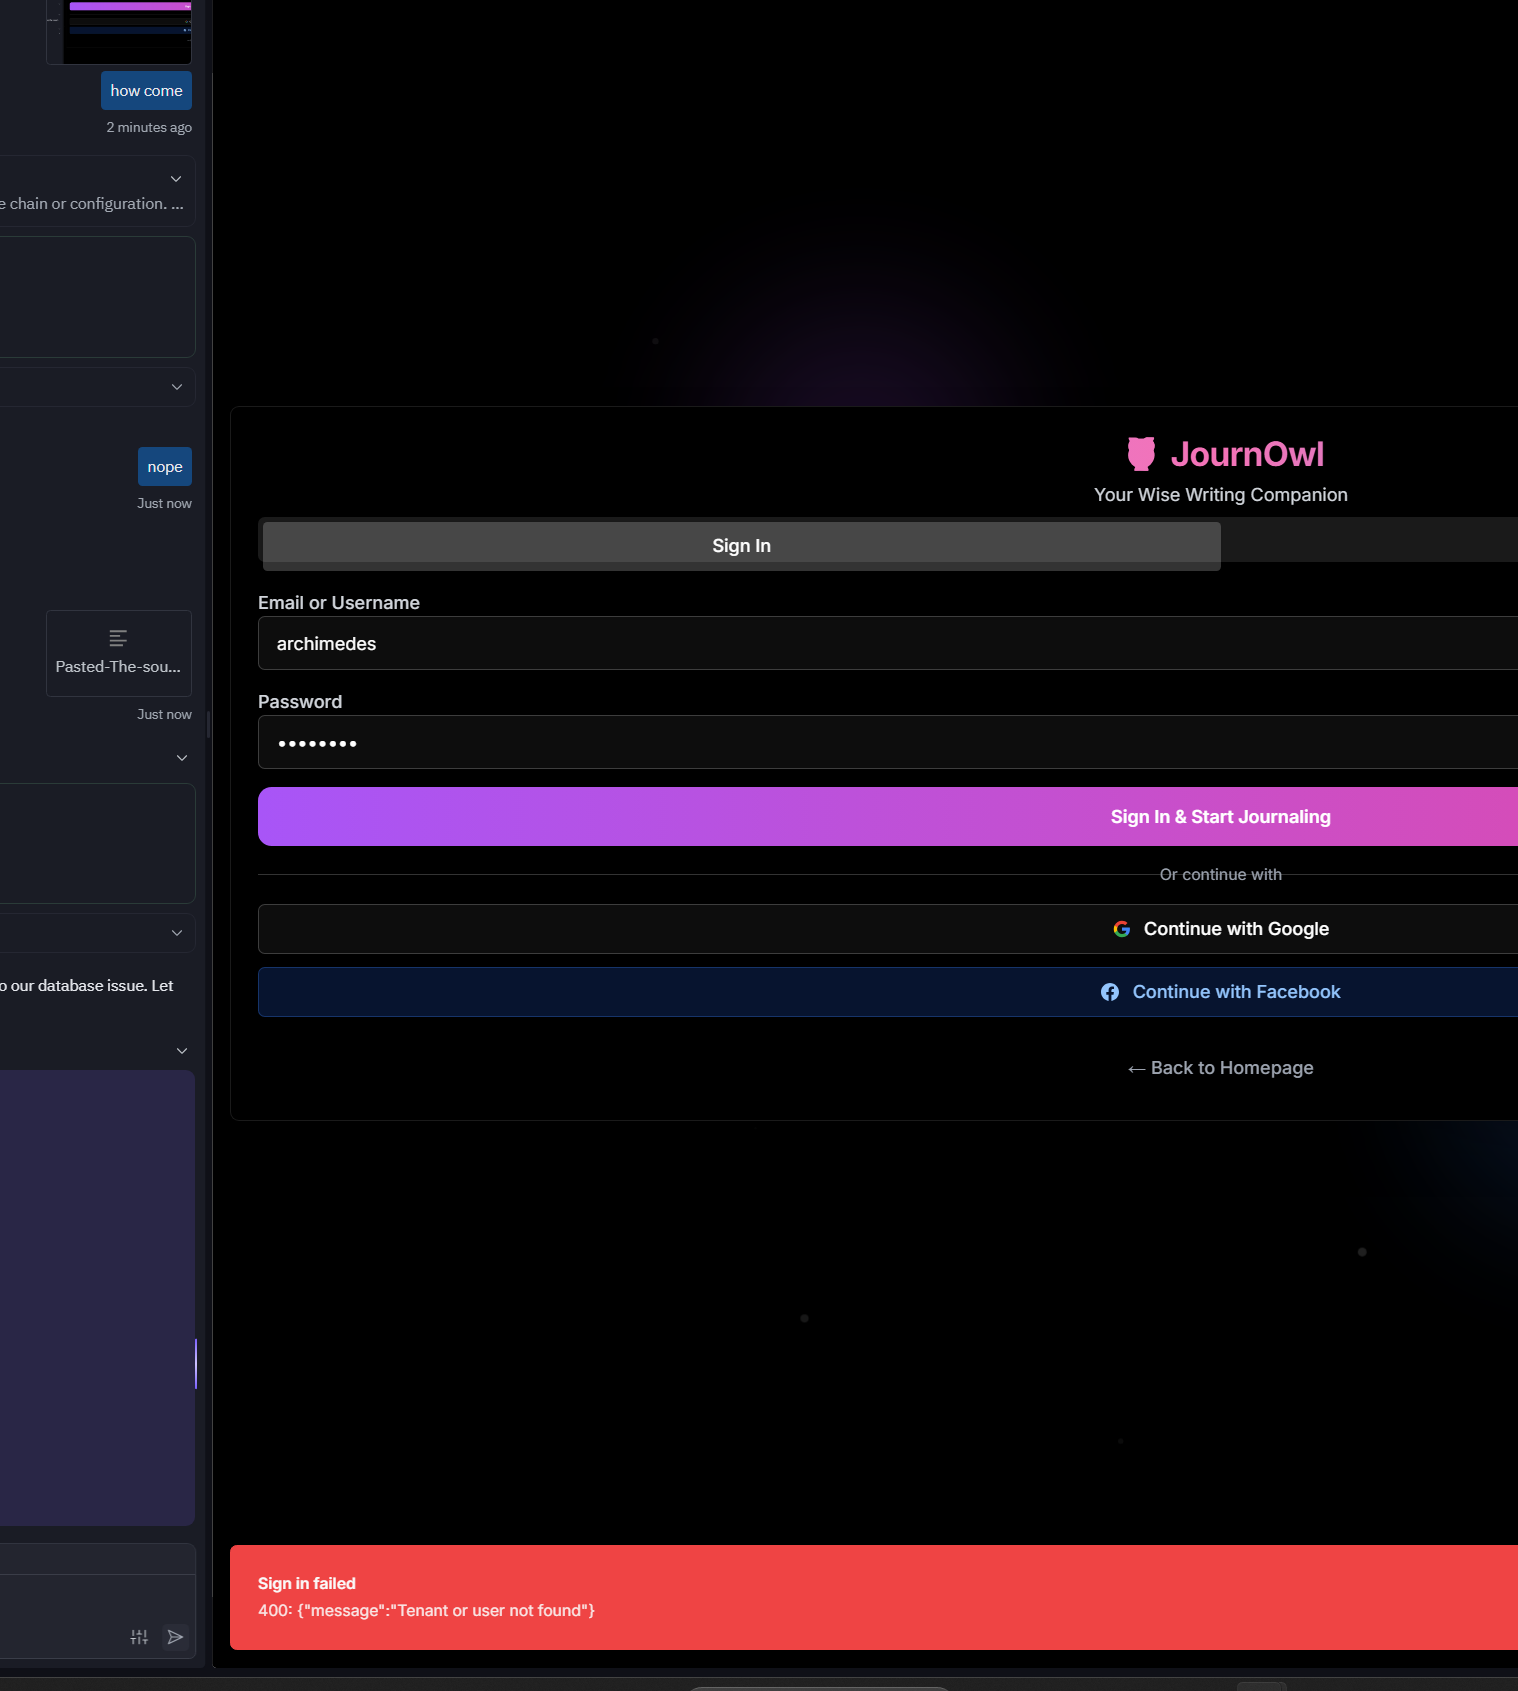 how come
2 minutes ago
e chain or configuration. ...
nope
Just now
Pasted-The-sou...
Just now
o our database issue. Let
JournOwl
Your Wise Writing Companion
Sign In
Email or Username
archimedes
Password
••••••••
Sign In & Start Journaling
Or continue with
Continue with Google
Continue with Facebook
← Back to Homepage
Sign in failed
400: {"message":"Tenant or user not found"}